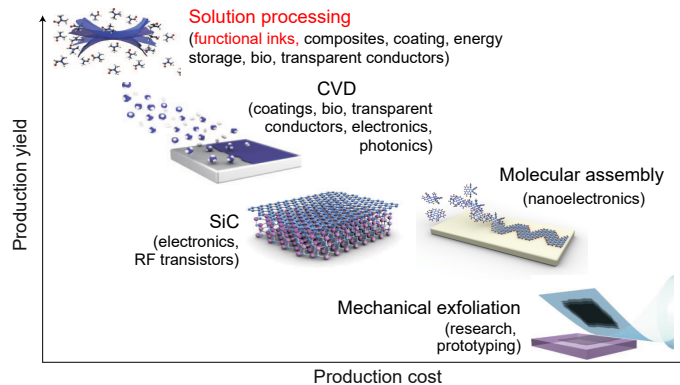 Solution processing
(functional inks, composites, coating, energy
storage, bio, transparent conductors)
CVD
(coatings, bio, transparent
conductors, electronics,
photonics)
Molecular assembly
(nanoelectronics)
SiC
(electronics,
RF transistors)
Mechanical exfoliation
(research,
prototyping)
Production yield
Production cost